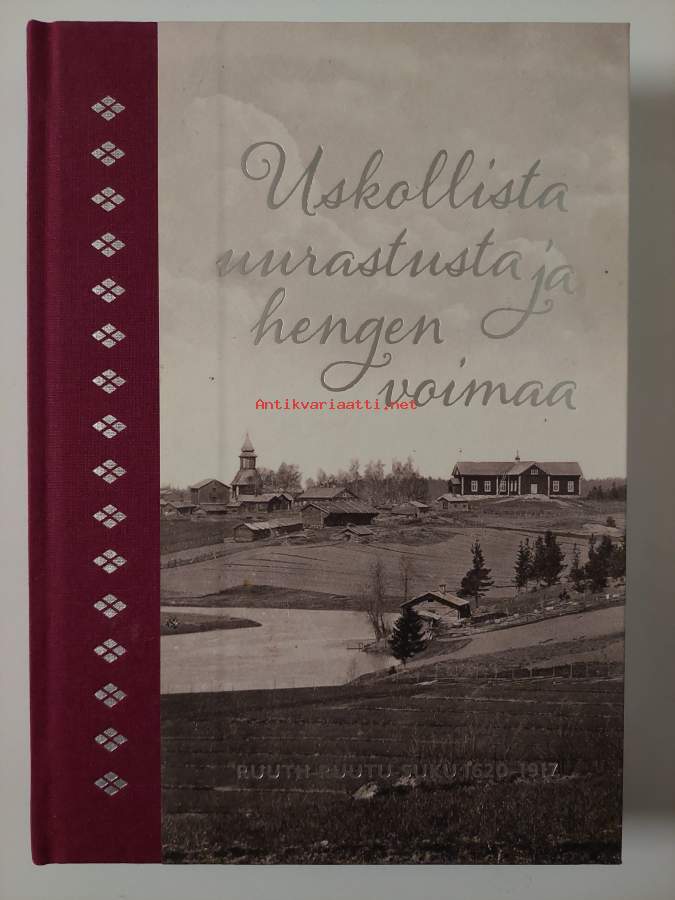 Uskollista
uurastusta ja
hengen
voimaa
Antikvariaatti.net
RUUTH-RUUTU SUKU 1620-1917